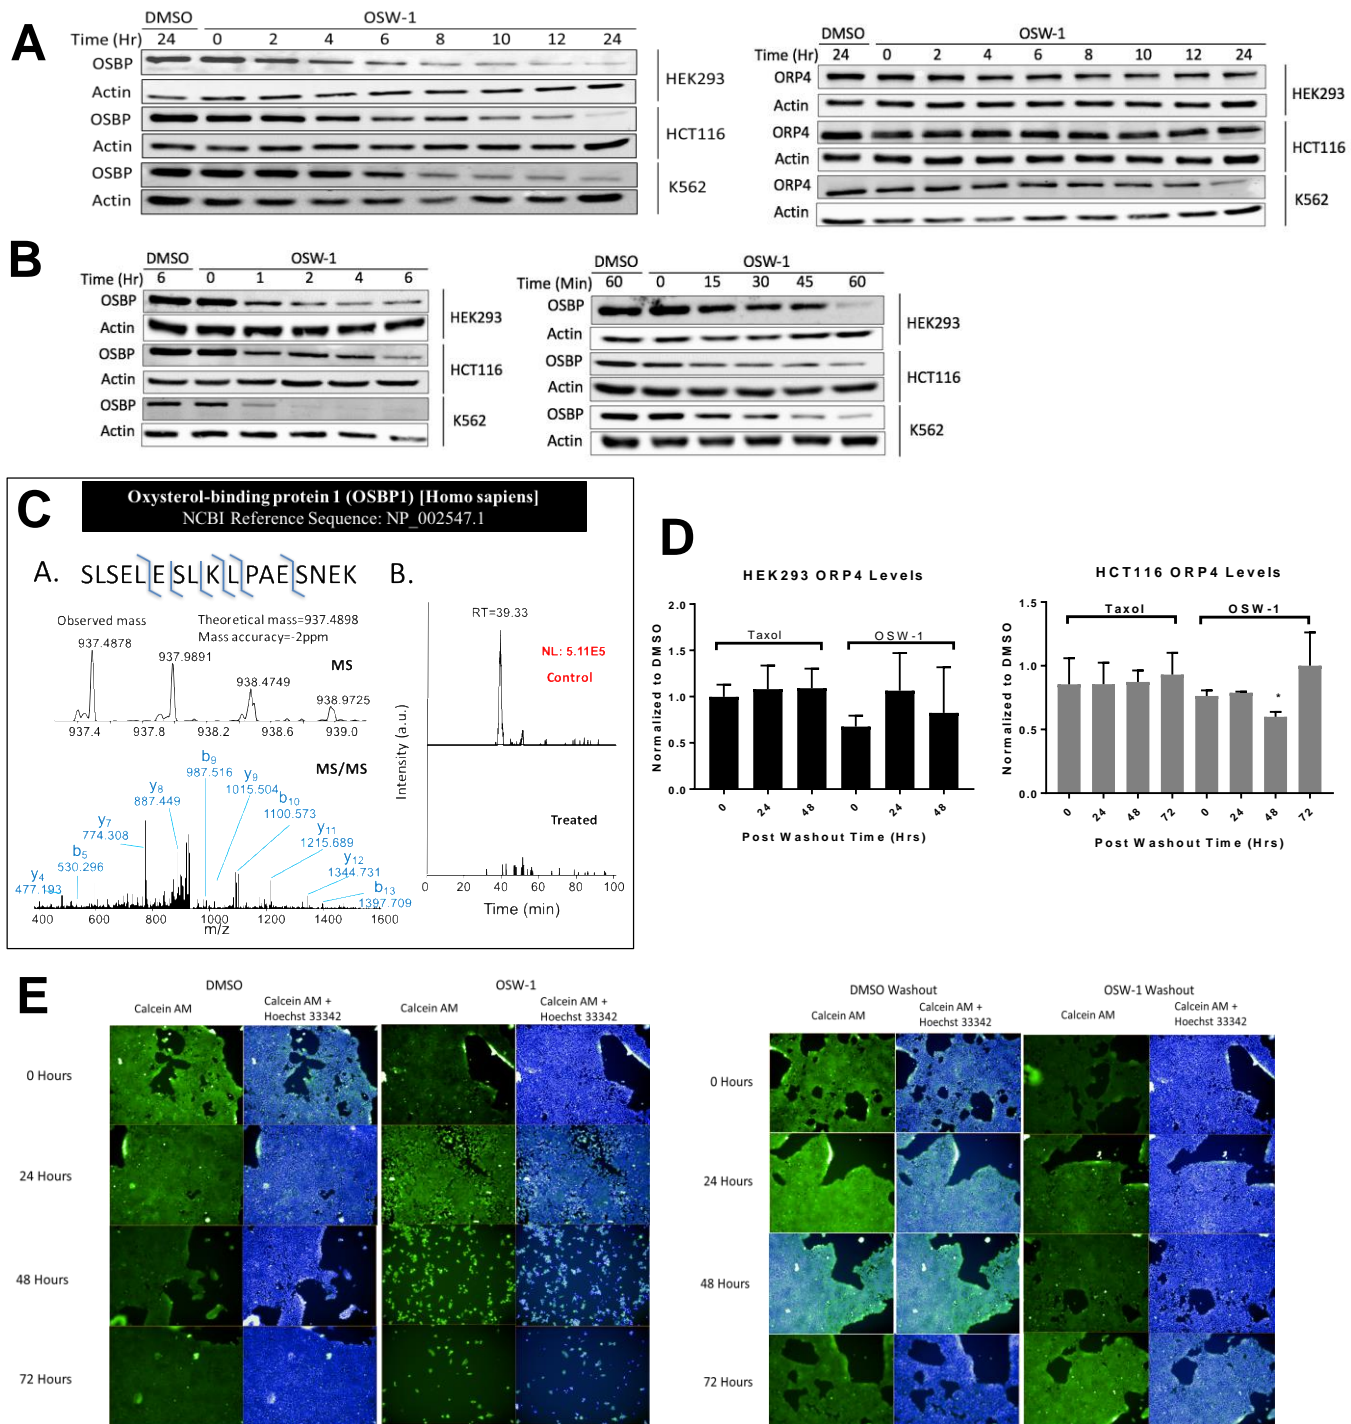 A
DMSO OSW-1
Time (Hr) 24 0 2 4 6 8 10 12 24
OSBP
Actin
HEK293
OSBP
Actin
HCT116
OSBP
Actin
K562
DMSO OSW-1
Time (Hr) 24 0 2 4 6 8 10 12 24
ORP4
Actin
HEK293
ORP4
Actin
HCT116
ORP4
Actin
K562
B
DMSO OSW-1
Time (Hr) 6 0 1 2 4 6
OSBP
Actin
HEK293
OSBP
Actin
HCT116
OSBP
Actin
K562
DMSO OSW-1
Time (Min) 60 0 15 30 45 60
OSBP
Actin
HEK293
OSBP
Actin
HCT116
OSBP
Actin
K562
C
Oxysterol-binding protein 1 (OSBP1) [Homo sapiens]
NCBI Reference Sequence: NP_002547.1
A. SLSELESLKLPAESNEK
Observed mass
Theoretical mass=937.4898
Mass accuracy=-2ppm
937.4878
937.9891
938.4749
938.9725
MS
937.4 937.8 938.2 938.6 939.0
MS/MS
b9
987.516
y9
1015.504
y8
887.449
b10
1100.573
y7
774.308
y11
1215.689
b5
530.296
y12
1344.731
y4
477.193
b13
1397.709
400 600 800 1000 1200 1400 1600
m/z
B.
RT=39.33
NL: 5.11E5
Control
Treated
Intensity (a.u.)
0 20 40 60 80 100
Time (min)
D
HEK293 ORP4 Levels
Normalized to DMSO
2.0
1.5
1.0
0.5
0.0
Taxol
OSW-1
0 24 48 0 24 48
Post Washout Time (Hrs)
HCT116 ORP4 Levels
Normalized to DMSO
1.5
1.0
0.5
0.0
Taxol
OSW-1
*
0 24 48 72 0 24 48 72
Post Washout Time (Hrs)
E
DMSO OSW-1
Calcein AM
Calcein AM +
Hoechst 33342
Calcein AM
Calcein AM +
Hoechst 33342
0 Hours
24 Hours
48 Hours
72 Hours
DMSO Washout OSW-1 Washout
Calcein AM
Calcein AM +
Hoechst 33342
Calcein AM
Calcein AM +
Hoechst 33342
0 Hours
24 Hours
48 Hours
72 Hours